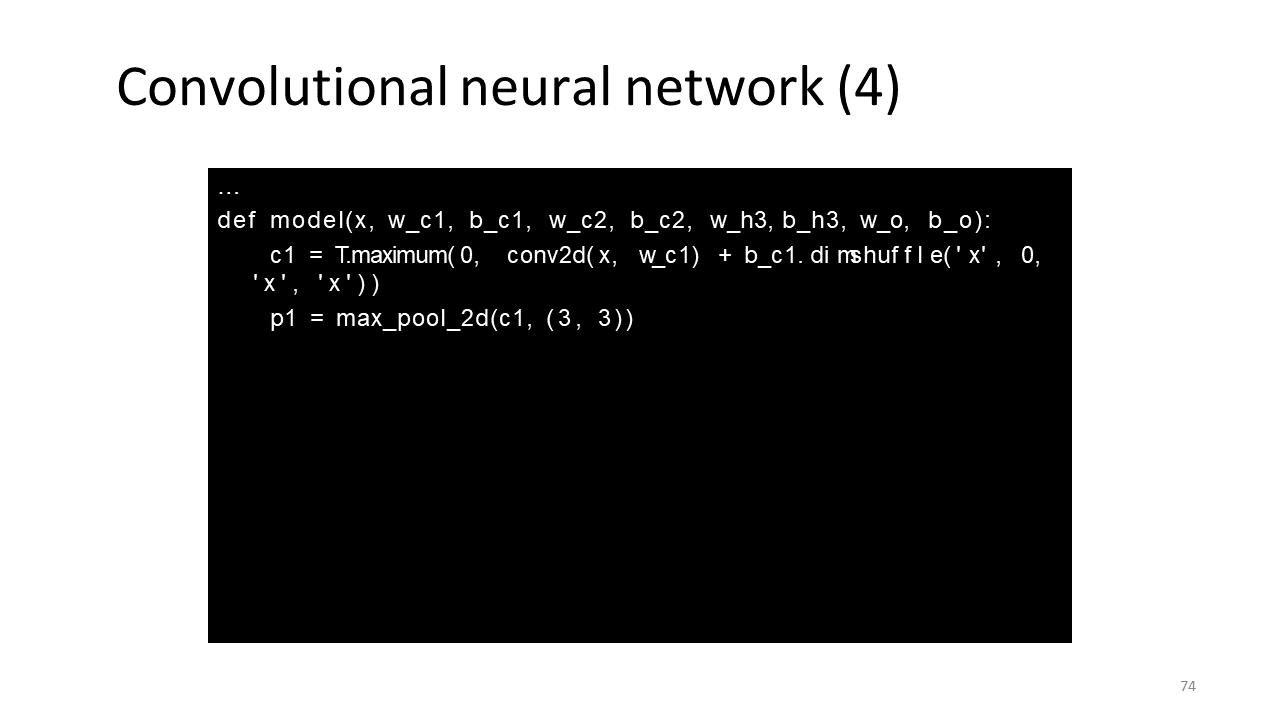 Convolutional neural network (4)
...
def model(x, w_c1, b_c1, w_c2, b_c2, w_h3, b_h3, w_o, b_o):
c1 = T.maximum(0, conv2d(x, w_c1) + b_c1.dimshuffle('x', 0,
'x', 'x'))
p1 = max_pool_2d(c1, (3, 3))
74